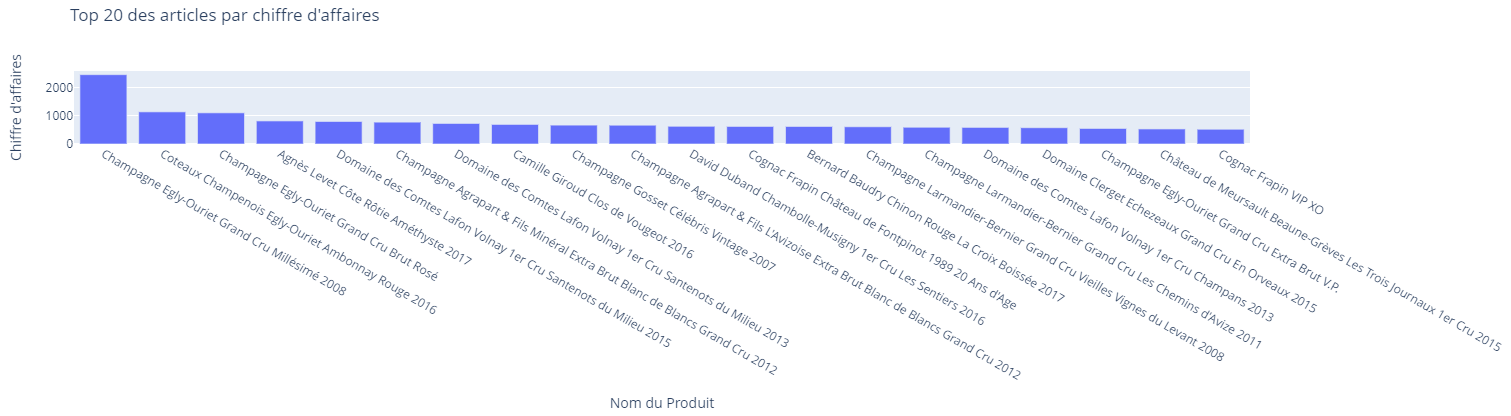 Top 20 des articles par chiffre d'affaires
Chiffre d'affaires
2000
1000
0
Champagne Egly-Ouriet Grand Cru Millésimé 2008
Coteaux Champenois Egly-Ouriet Ambonnay Rouge 2016
Champagne Egly-Ouriet Grand Cru Brut Rosé
Agnès Levet Côte Rôtie Améthyste 2017
Domaine des Comtes Lafon Volnay 1er Cru Santenots du Milieu 2015
Champagne Agrapart & Fils Minéral Extra Brut Blanc de Blancs Grand Cru 2012
Domaine des Comtes Lafon Volnay 1er Cru Santenots du Milieu 2013
Camille Giroud Clos de Vougeot 2016
Champagne Gosset Célébris Vintage 2007
Champagne Agrapart & Fils L'Avizoise Extra Brut Blanc de Blancs Grand Cru 2012
David Duband Chambolle-Musigny 1er Cru Les Sentiers 2016
Cognac Frapin Château de Fontpinot 1989 20 Ans d'Age
Bernard Baudry Chinon Rouge La Croix Boissée 2017
Champagne Larmandier-Bernier Grand Cru Vieilles Vignes du Levant 2008
Champagne Larmandier-Bernier Grand Cru Les Chemins d'Avize 2011
Domaine des Comtes Lafon Volnay 1er Cru Champans 2013
Domaine Clerget Echezeaux Grand Cru En Orveaux 2015
Champagne Egly-Ouriet Grand Cru Extra Brut V.P.
Château de Meursault Beaune-Grèves Les Trois Journaux 1er Cru 2015
Cognac Frapin VIP XO
Nom du Produit